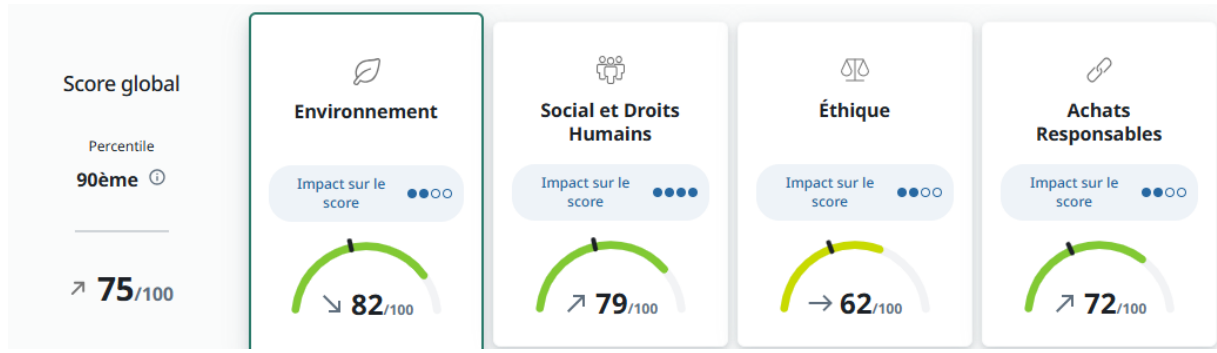 Score global
Percentile
90ème
75/100
Environnement
Impact sur le
score
82/100
Social et Droits
Humains
Impact sur le
score
79/100
Éthique
Impact sur le
score
62/100
Achats
Responsables
Impact sur le
score
72/100